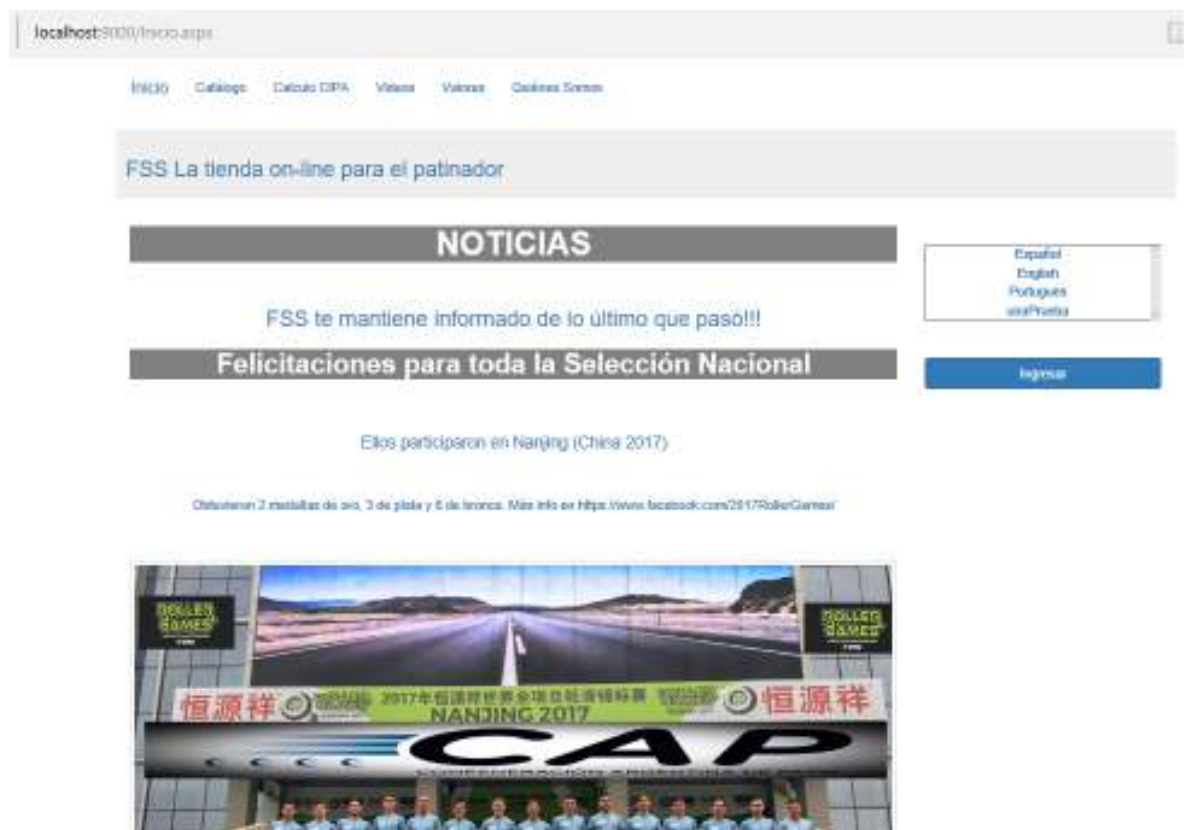 localhost:9000/Inicio.aspx
Inicio Catálogo Calculo CIPA Videos Valores Quiénes Somos
FSS La tienda on-line para el patinador
NOTICIAS
Español
English
Portugués
FSS te mantiene informado de lo último que pasó!!!
Felicitaciones para toda la Selección Nacional
Ingresar
Ellos participaron en Nanjing (China 2017)
Obtuvieron 2 medallas de oro, 3 de plata y 6 de bronce. Más info en https://www.facebook.com/2017RollerGames/
ROLLER GAMES
ROLLER GAMES
恒源祥
恒源祥
NANJING 2017
CAP